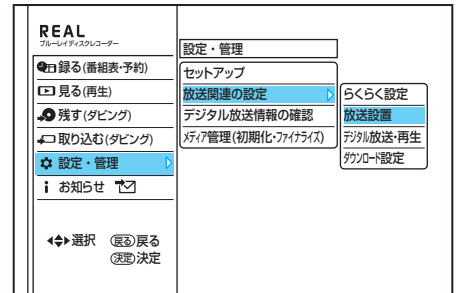 REAL
ブルーレイディスクレコーダー
録る(番組表・予約)
見る(再生)
残す(ダビング)
取り込む(ダビング)
設定・管理
i お知らせ
選択 戻る戻る
決定決定
設定・管理
セットアップ
放送関連の設定
デジタル放送情報の確認
メディア管理(初期化・ファイナライズ)
らくらく設定
放送設置
デジタル放送・再生
ダウンロード設定